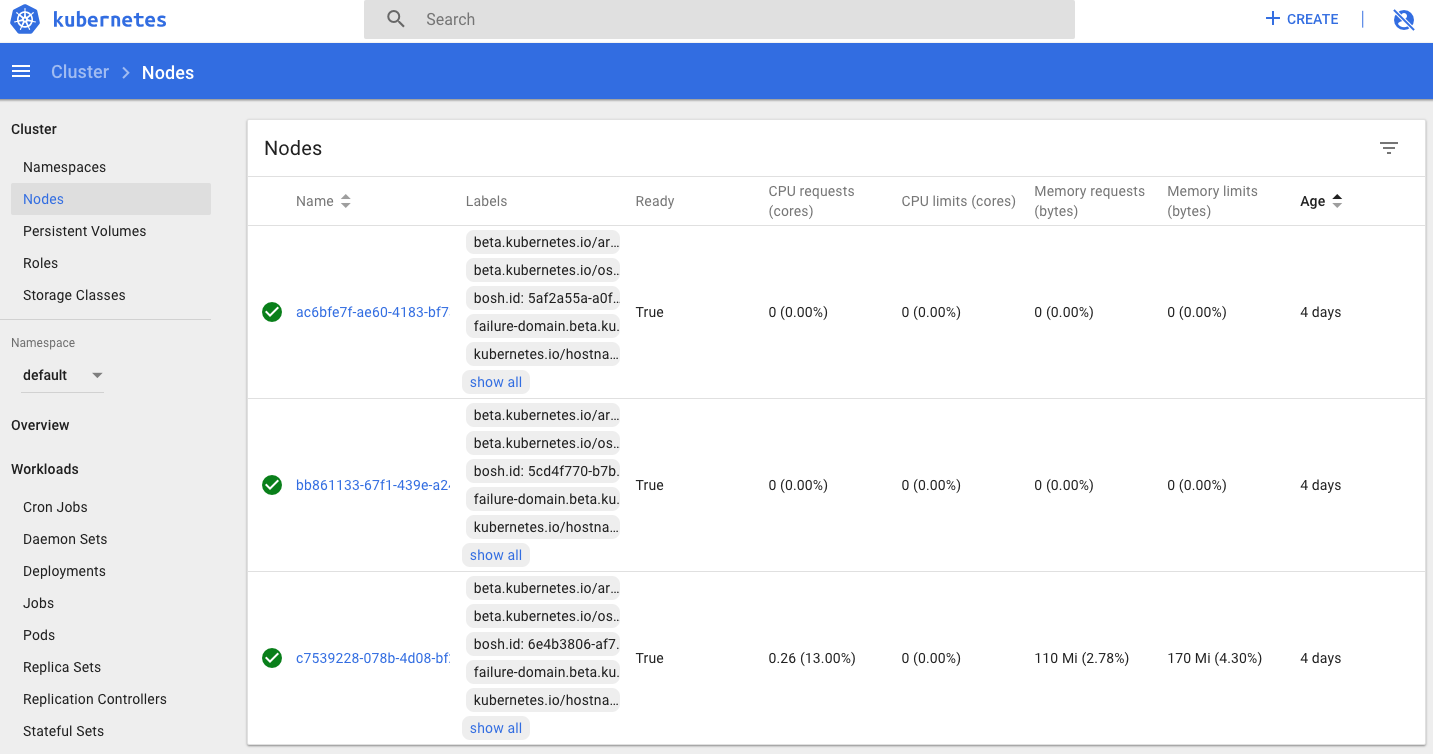 kubernetes
Search
CREATE
Cluster
Nodes
Cluster
Namespaces
Nodes
Persistent Volumes
Roles
Storage Classes
Namespace
default
Overview
Workloads
Cron Jobs
Daemon Sets
Deployments
Jobs
Pods
Replica Sets
Replication Controllers
Stateful Sets
Nodes
Name
Labels
Ready
CPU requests
(cores)
CPU limits (cores)
Memory requests
(bytes)
Memory limits
(bytes)
Age
beta.kubernetes.io/ar...
beta.kubernetes.io/os...
bosh.id: 5af2a55a-a0f...
failure-domain.beta.ku...
kubernetes.io/hostna...
show all
ac6bfe7f-ae60-4183-bf7
True
0 (0.00%)
0 (0.00%)
0 (0.00%)
0 (0.00%)
4 days
beta.kubernetes.io/ar...
beta.kubernetes.io/os...
bosh.id: 5cd4f770-b7b...
failure-domain.beta.ku...
kubernetes.io/hostna...
show all
bb861133-67f1-439e-a24
True
0 (0.00%)
0 (0.00%)
0 (0.00%)
0 (0.00%)
4 days
beta.kubernetes.io/ar...
beta.kubernetes.io/os...
bosh.id: 6e4b3806-af7...
failure-domain.beta.ku...
kubernetes.io/hostna...
show all
c7539228-078b-4d08-bf
True
0.26 (13.00%)
0 (0.00%)
110 Mi (2.78%)
170 Mi (4.30%)
4 days